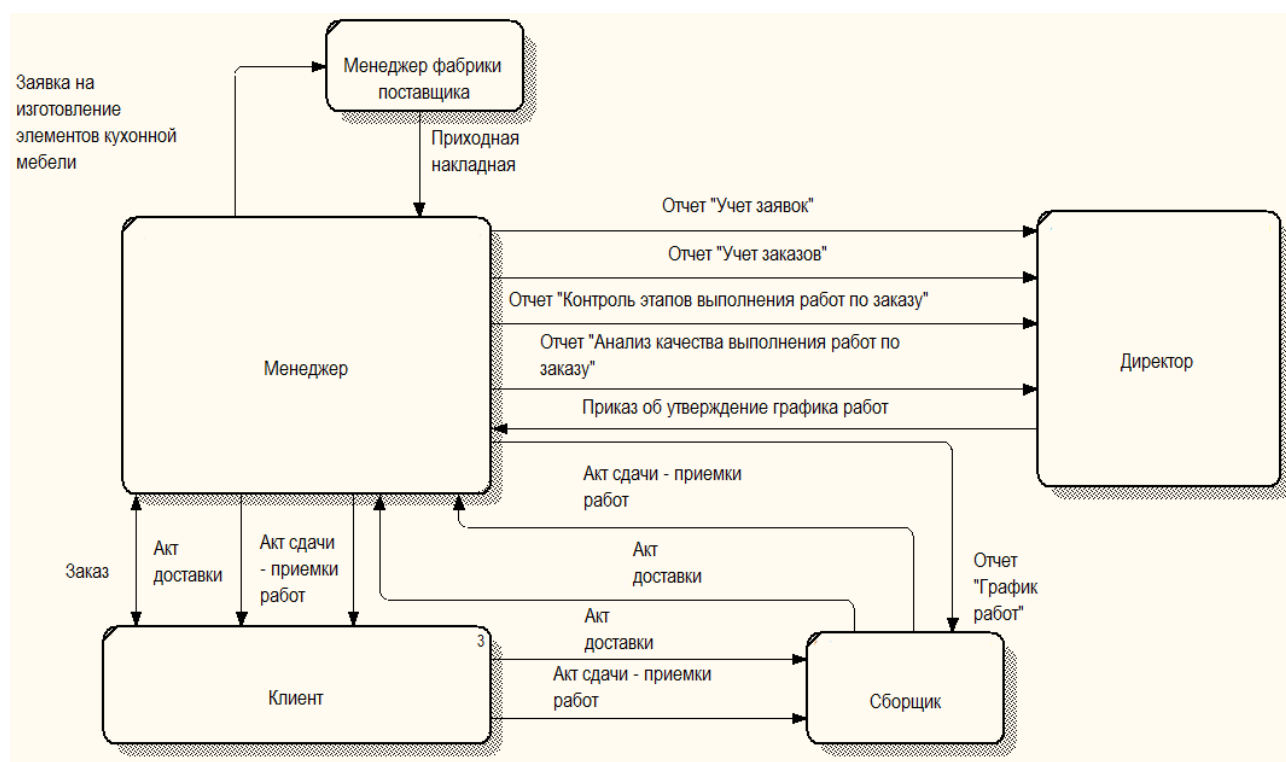 Менеджер фабрики
поставщика
Заявка на
изготовление
элементов кухонной
мебели
Приходная
накладная
Отчет "Учет заявок"
Отчет "Учет заказов"
Отчет "Контроль этапов выполнения работ по заказу"
Отчет "Анализ качества выполнения работ по
заказу"
Менеджер
Директор
Приказ об утверждение графика работ
Акт сдачи - приемки
работ
Заказ
Акт
доставки
Акт сдачи
- приемки
работ
Акт
доставки
Отчет
"График
работ"
Акт
доставки
3
Клиент
Акт сдачи - приемки
работ
Сборщик